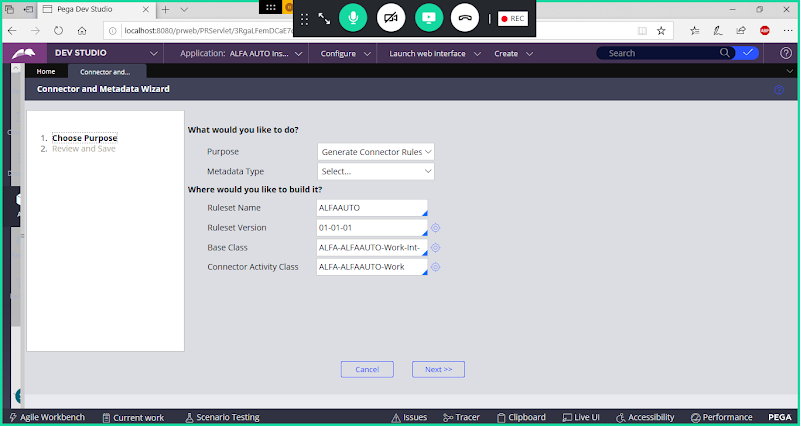 Pega Dev Studio
localhost:8080/prweb/PRServlet/3RgaLFemDCaE7
REC
ABP
DEV STUDIO
Application: ALFA AUTO Ins...
Configure
Launch web Interface
Create
Search
Home
Connector and...
Connector and Metadata Wizard
1. Choose Purpose
2. Review and Save
What would you like to do?
Purpose
Generate Connector Rules
Metadata Type
Select...
Where would you like to build it?
Ruleset Name
ALFAAUTO
Ruleset Version
01-01-01
Base Class
ALFA-ALFAAUTO-Work-Int-
Connector Activity Class
ALFA-ALFAAUTO-Work
Cancel
Next >>
Agile Workbench
Current work
Scenario Testing
Issues
Tracer
Clipboard
Live UI
Accessibility
Performance
PEGA